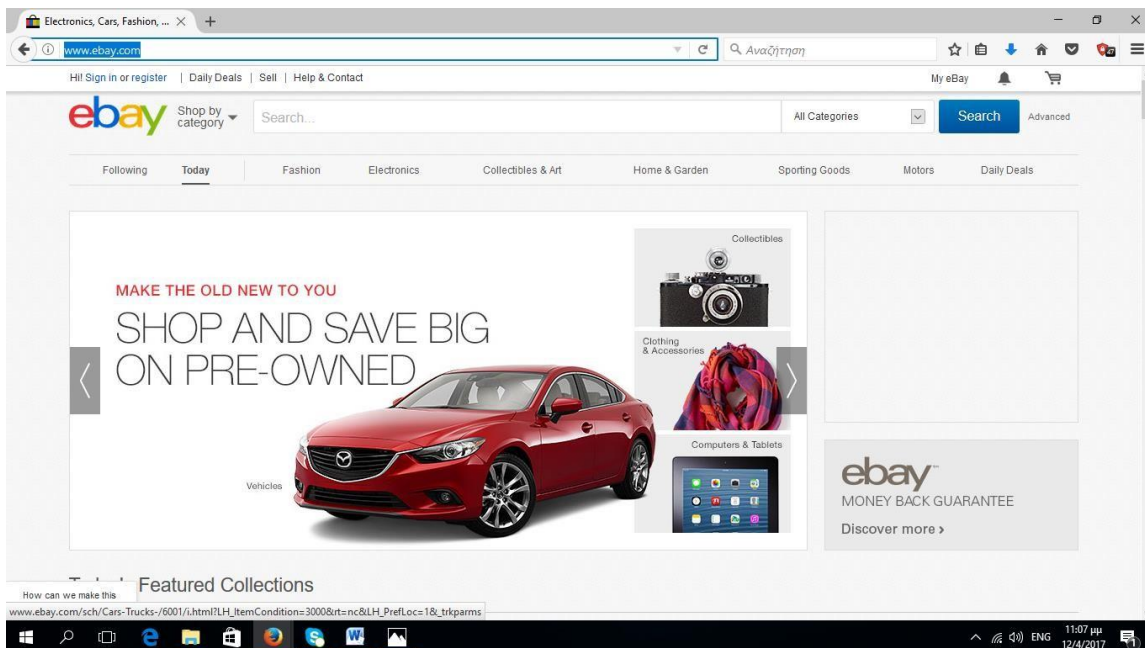 Electronics, Cars, Fashion, ...
www.ebay.com
Αναζήτηση
47
Hi! Sign in or register | Daily Deals | Sell | Help & Contact
My eBay
ebay
Shop by
category
Search...
All Categories
Search
Advanced
Following Today Fashion Electronics Collectibles & Art Home & Garden Sporting Goods Motors Daily Deals
MAKE THE OLD NEW TO YOU
SHOP AND SAVE BIG
ON PRE-OWNED
Vehicles
Collectibles
Clothing
& Accessories
Computers & Tablets
ebay
MONEY BACK GUARANTEE
Discover more >
Featured Collections
How can we make this
www.ebay.com/sch/Cars-Trucks-/6001/i.html?LH_ItemCondition=3000&rt=nc&LH_PrefLoc=1&_trkparms
ENG
11:07 μμ
12/4/2017
1